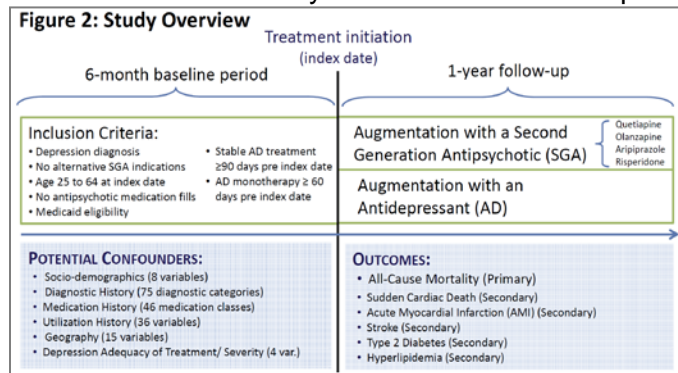 Figure 2: Study Overview
Treatment initiation
(index date)
6-month baseline period
1-year follow-up
Inclusion Criteria:
• Depression diagnosis
• No alternative SGA indications
• Age 25 to 64 at index date
• No antipsychotic medication fills
• Medicaid eligibility
• Stable AD treatment
≥90 days pre index date
• AD monotherapy ≥ 60
days pre index date
Augmentation with a Second
Generation Antipsychotic (SGA)
Quetiapine
Olanzapine
Aripiprazole
Risperidone
Augmentation with an
Antidepressant (AD)
POTENTIAL CONFOUNDERS:
• Socio-demographics (8 variables)
• Diagnostic History (75 diagnostic categories)
• Medication History (46 medication classes)
• Utilization History (36 variables)
• Geography (15 variables)
• Depression Adequacy of Treatment/ Severity (4 var.)
OUTCOMES:
• All-Cause Mortality (Primary)
• Sudden Cardiac Death (Secondary)
• Acute Myocardial Infarction (AMI) (Secondary)
• Stroke (Secondary)
• Type 2 Diabetes (Secondary)
• Hyperlipidemia (Secondary)